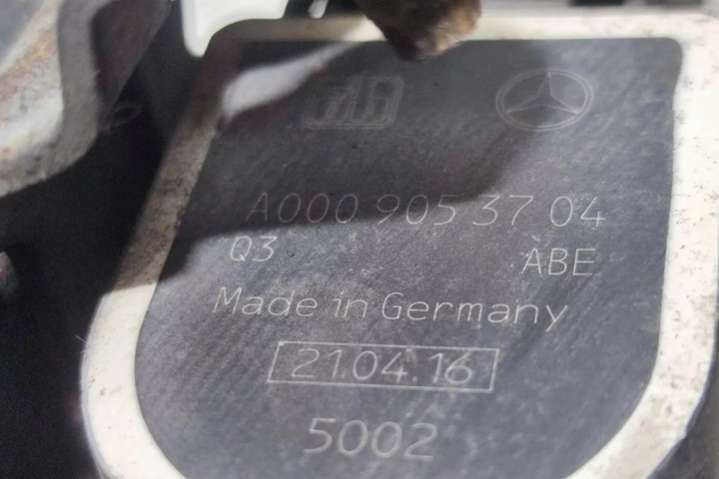 A000 905 37 04
Q3 ABE
Made in Germany
21.04.16
5002